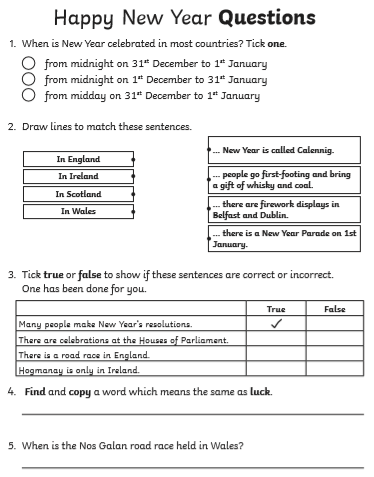 Happy New Year Questions
1. When is New Year celebrated in most countries? Tick one.
from midnight on 31st December to 1st January
from midnight on 1st December to 31st January
from midday on 31st December to 1st January
2. Draw lines to match these sentences.
In England
In Ireland
In Scotland
In Wales
... New Year is called Calennig.
... people go first-footing and bring
a gift of whisky and coal.
... there are firework displays in
Belfast and Dublin.
... there is a New Year Parade on 1st
January.
3. Tick true or false to show if these sentences are correct or incorrect.
One has been done for you.
True False
Many people make New Year's resolutions. ✓
There are celebrations at the Houses of Parliament.
There is a road race in England.
Hogmanay is only in Ireland.
4. Find and copy a word which means the same as luck.
5. When is the Nos Galan road race held in Wales?